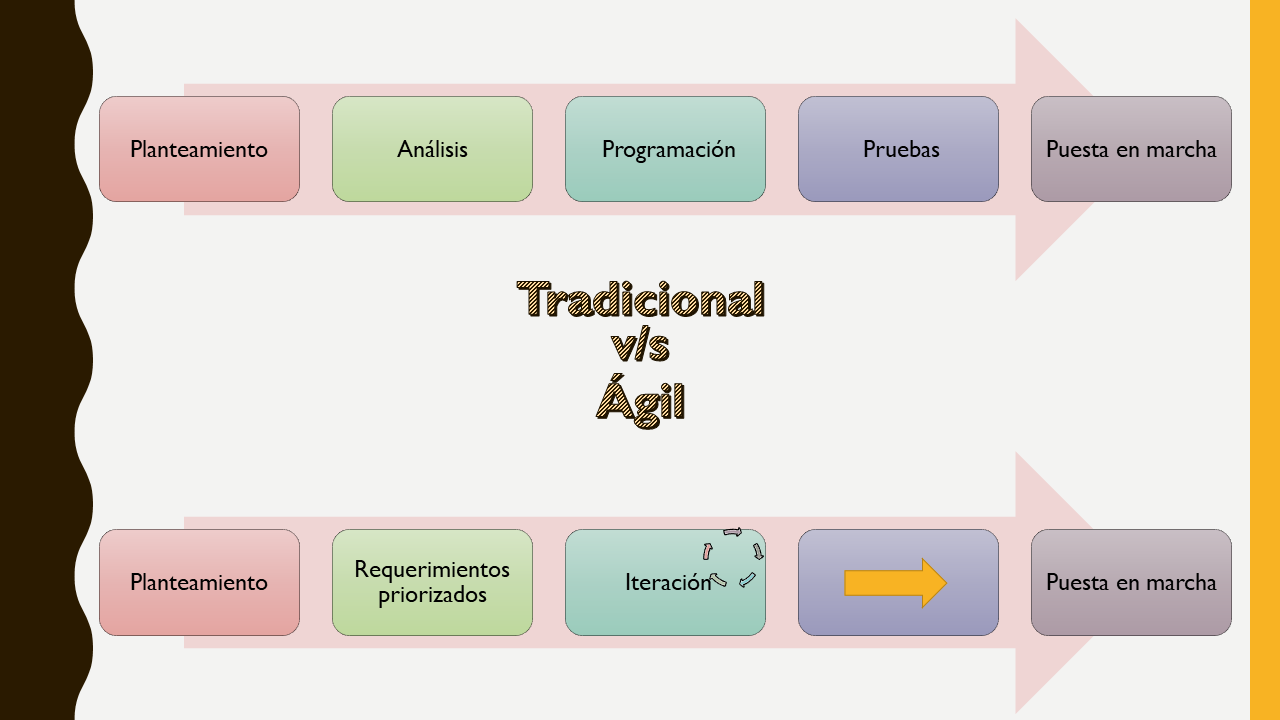 Planteamiento
Análisis
Programación
Pruebas
Puesta en marcha
Tradicional
v/s
Ágil
Planteamiento
Requerimientos
priorizados
Iteración
Puesta en marcha